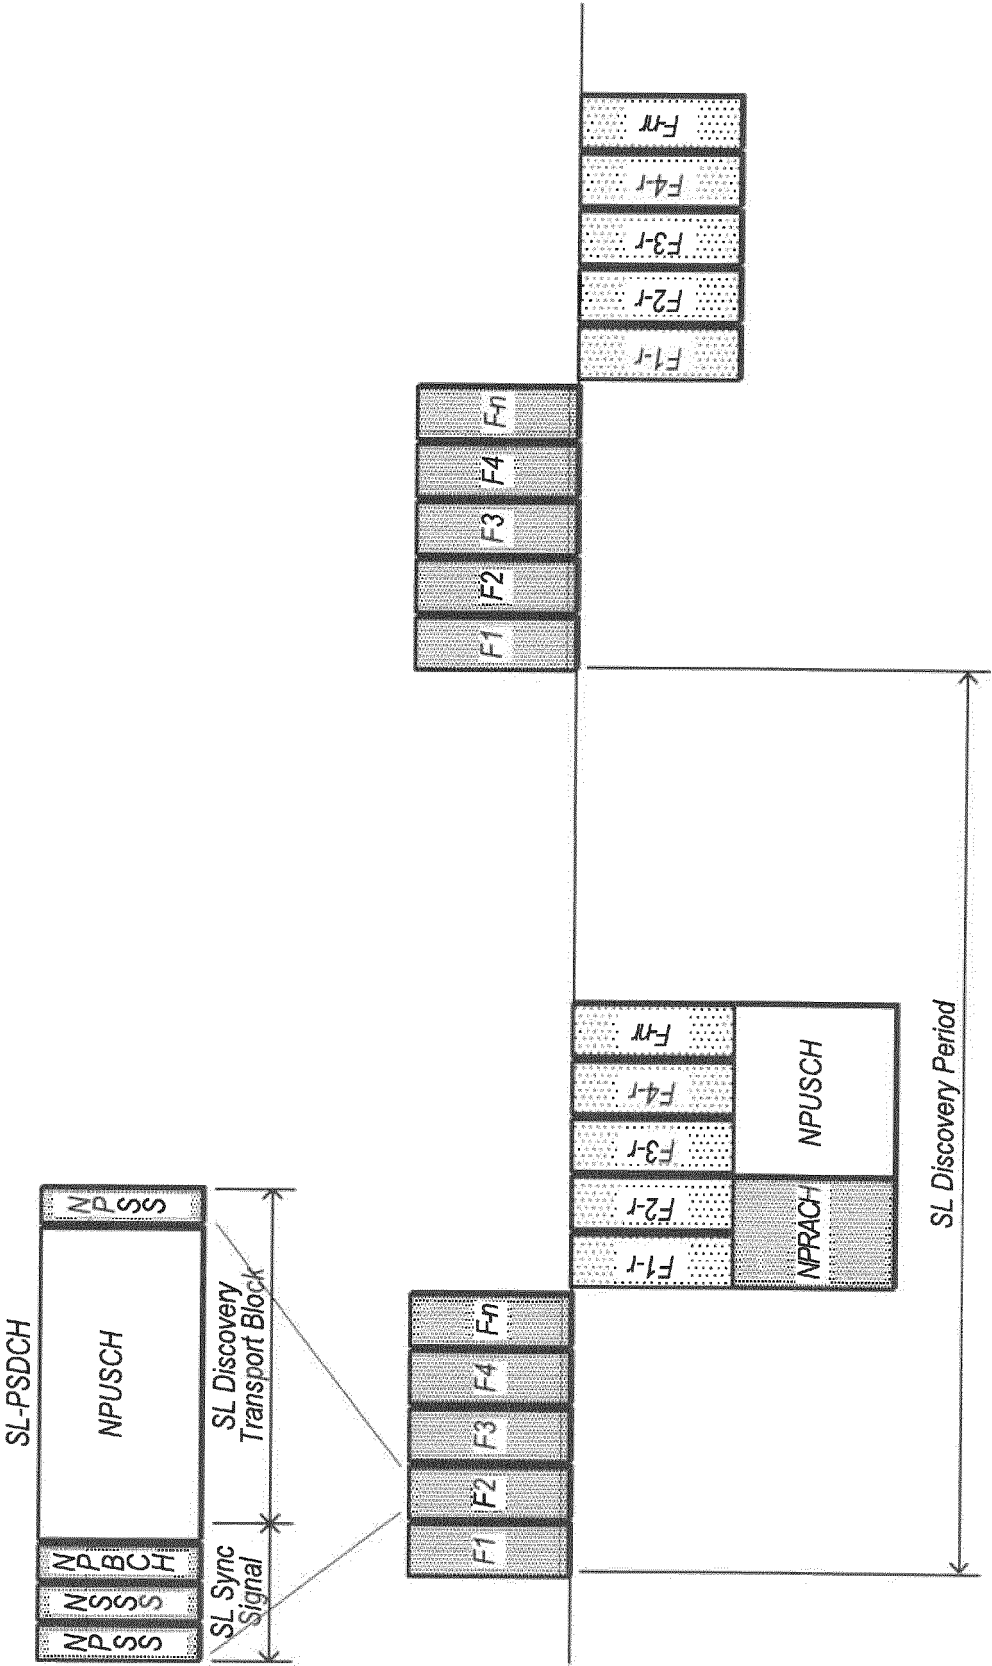 SL-PSDCH
NPSS
NSSS
NPBCH
NPUSCH
NPSS
SL Sync
Signal
SL Discovery
Transport Block
F1
F2
F3
F4
F-n
F1-r
F2-r
F3-r
F4-r
F-nr
NPRACH
NPUSCH
F1
F2
F3
F4
F-n
F1-r
F2-r
F3-r
F4-r
F-nr
SL Discovery Period